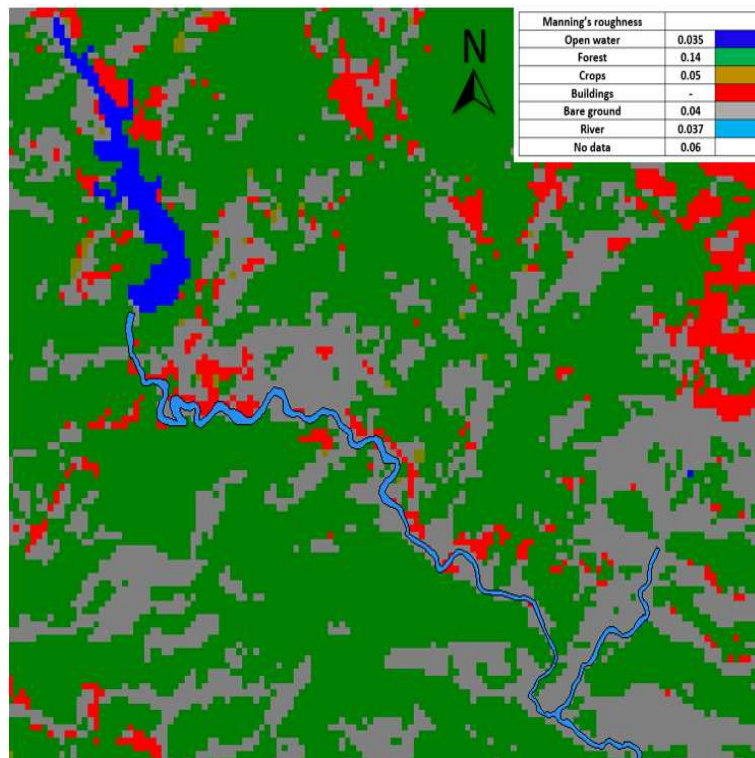 N
Manning's roughness
Open water 0.035
Forest 0.14
Crops 0.05
Buildings -
Bare ground 0.04
River 0.037
No data 0.06